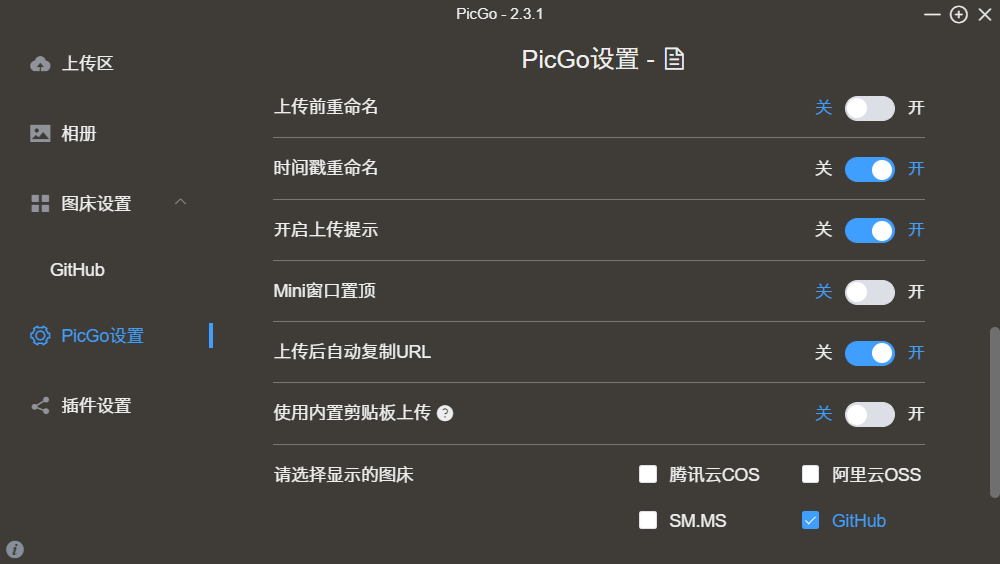 PicGo - 2.3.1
上传区
相册
图床设置
GitHub
PicGo设置
插件设置
PicGo设置 -
上传前重命名 关 开
时间戳重命名 关 开
开启上传提示 关 开
Mini窗口置顶 关 开
上传后自动复制URL 关 开
使用内置剪贴板上传 ? 关 开
请选择显示的图床 腾讯云COS 阿里云OSS
SM.MS GitHub